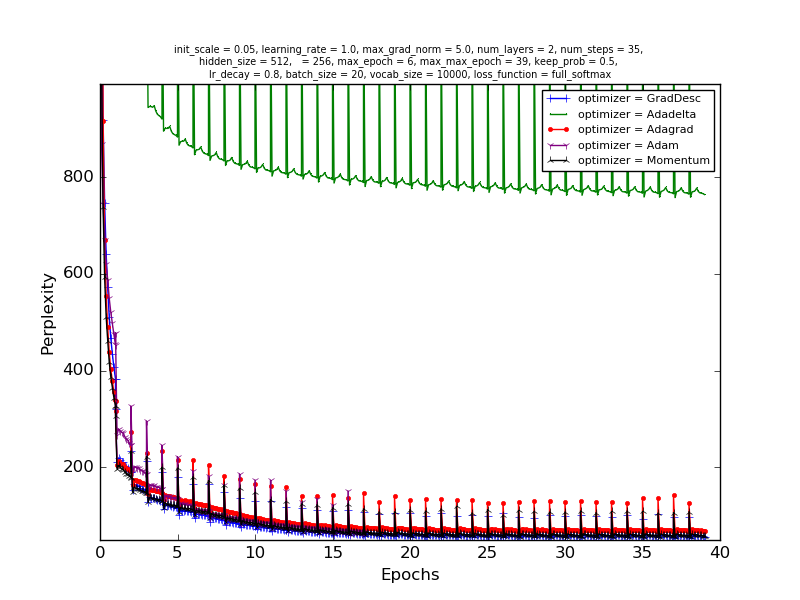 init_scale = 0.05, learning_rate = 1.0, max_grad_norm = 5.0, num_layers = 2, num_steps = 35,
hidden_size = 512,   = 256, max_epoch = 6, max_max_epoch = 39, keep_prob = 0.5,
lr_decay = 0.8, batch_size = 20, vocab_size = 10000, loss_function = full_softmax
optimizer = GradDesc
optimizer = Adadelta
optimizer = Adagrad
optimizer = Adam
optimizer = Momentum
800
600
400
200
Perplexity
0 5 10 15 20 25 30 35 40
Epochs